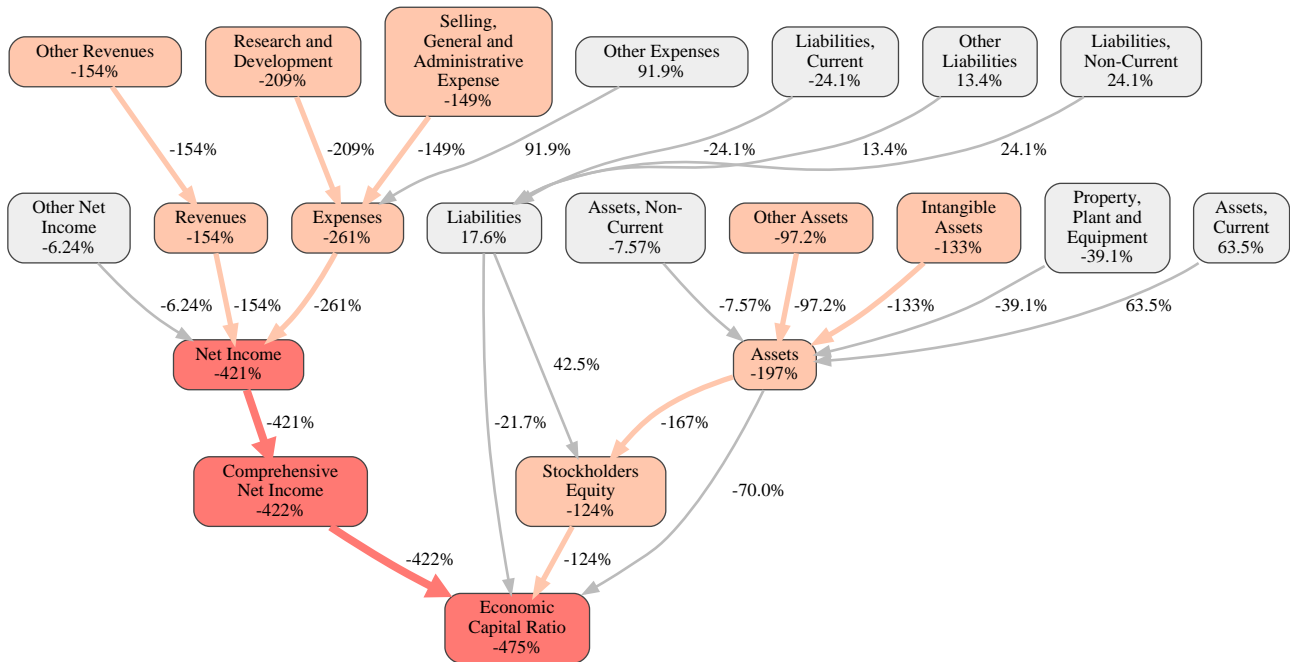 Other Revenues
-154%
Research and
Development
-209%
Selling,
General and
Administrative
Expense
-149%
Other Expenses
91.9%
Liabilities,
Current
-24.1%
Other
Liabilities
13.4%
Liabilities,
Non-Current
24.1%
-154%
-209%
-149%
91.9%
-24.1%
13.4%
24.1%
Other Net
Income
-6.24%
Revenues
-154%
Expenses
-261%
Liabilities
17.6%
Assets, Non-
Current
-7.57%
Other Assets
-97.2%
Intangible
Assets
-133%
Property,
Plant and
Equipment
-39.1%
Assets,
Current
63.5%
-6.24%
-154%
-261%
-7.57%
-97.2%
-133%
-39.1%
63.5%
Net Income
-421%
42.5%
Assets
-197%
-421%
-21.7%
-167%
Comprehensive
Net Income
-422%
Stockholders
Equity
-124%
-70.0%
-422%
-124%
Economic
Capital Ratio
-475%